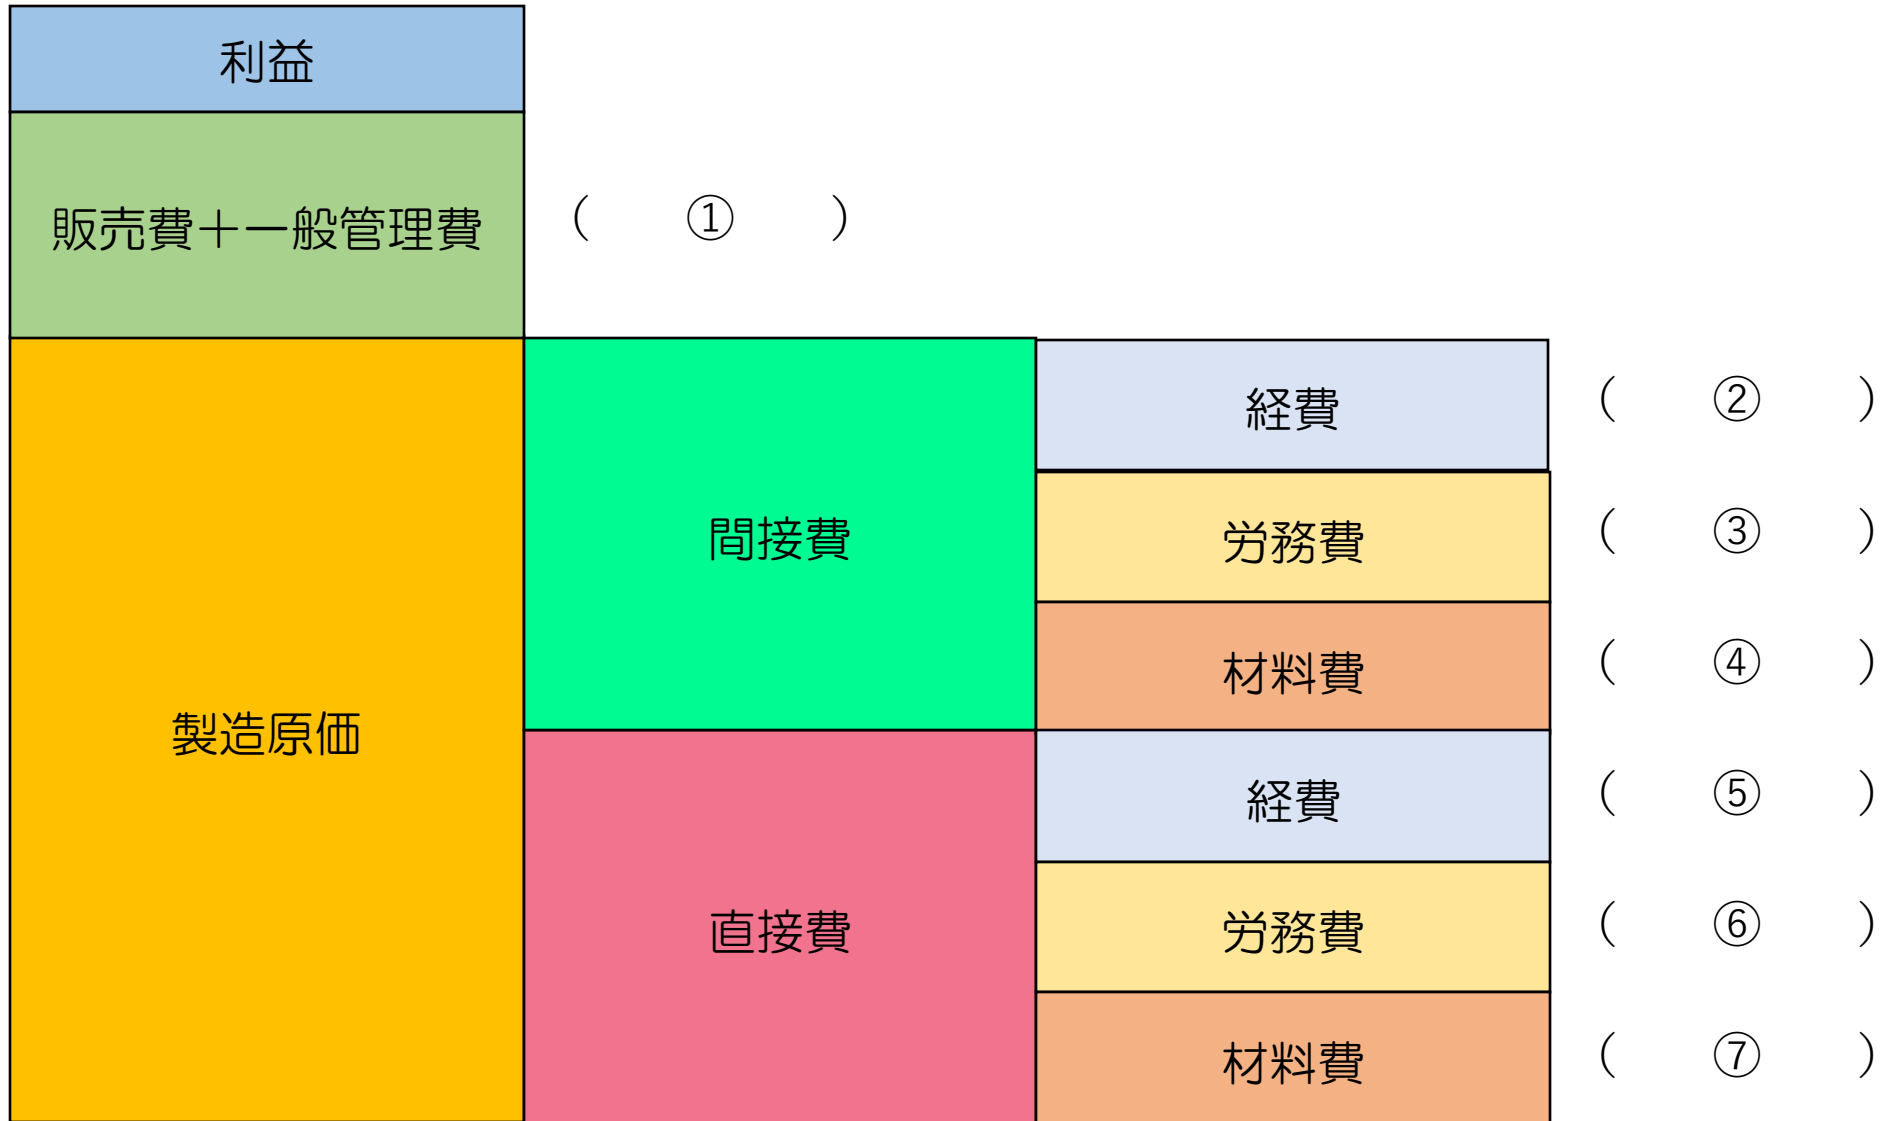 利益
販売費＋一般管理費 （　①　）
経費 （　②　）
間接費 労務費 （　③　）
材料費 （　④　）
製造原価
経費 （　⑤　）
直接費 労務費 （　⑥　）
材料費 （　⑦　）